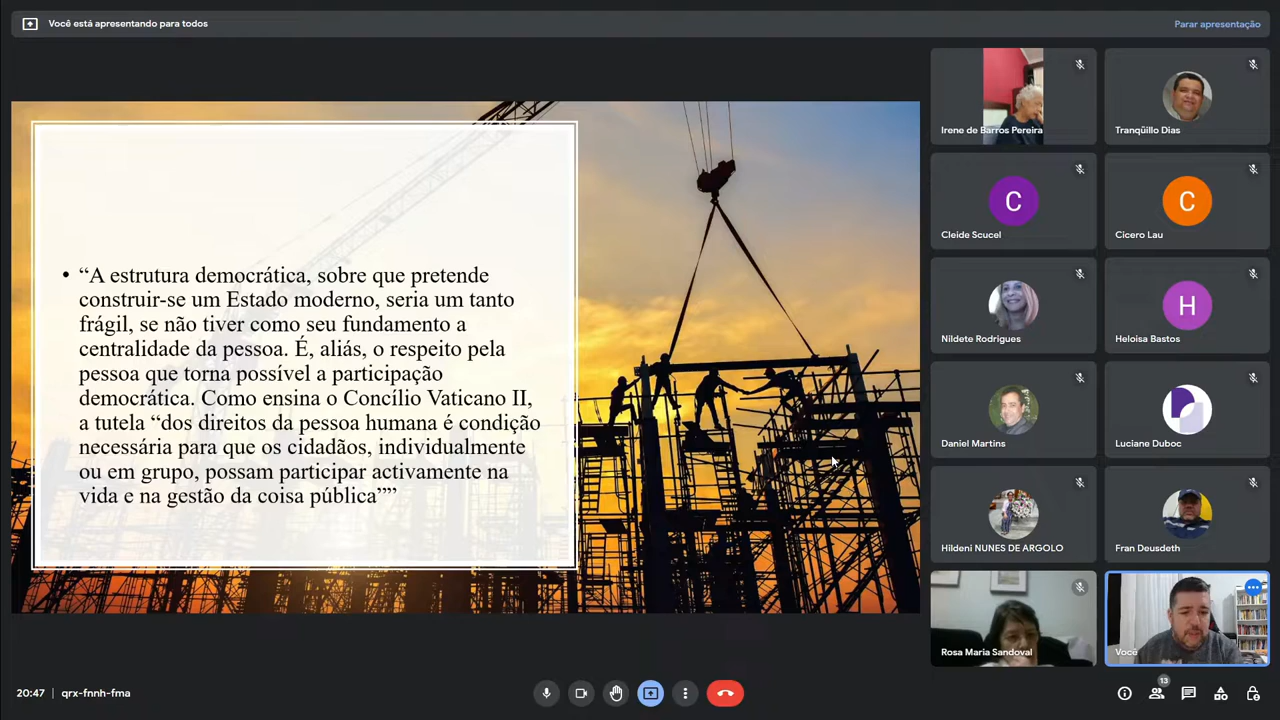 Você está apresentando para todos
Parar apresentação
• “A estrutura democrática, sobre que pretende
construir-se um Estado moderno, seria um tanto
frágil, se não tiver como seu fundamento a
centralidade da pessoa. É, aliás, o respeito pela
pessoa que torna possível a participação
democrática. Como ensina o Concílio Vaticano II,
a tutela “dos direitos da pessoa humana é condição
necessária para que os cidadãos, individualmente
ou em grupo, possam participar activamente na
vida e na gestão da coisa pública””
Irene de Barros Pereira
Tranqüillo Dias
C
Cleide Scucel
C
Cícero Lau
Nildete Rodrigues
H
Heloisa Bastos
Daniel Martins
Luciane Duboc
Hildeni NUNES DE ARGOLO
Fran Deusdeth
Rosa Maria Sandoval
Você
20:47 | qrx-fnnh-fma
13